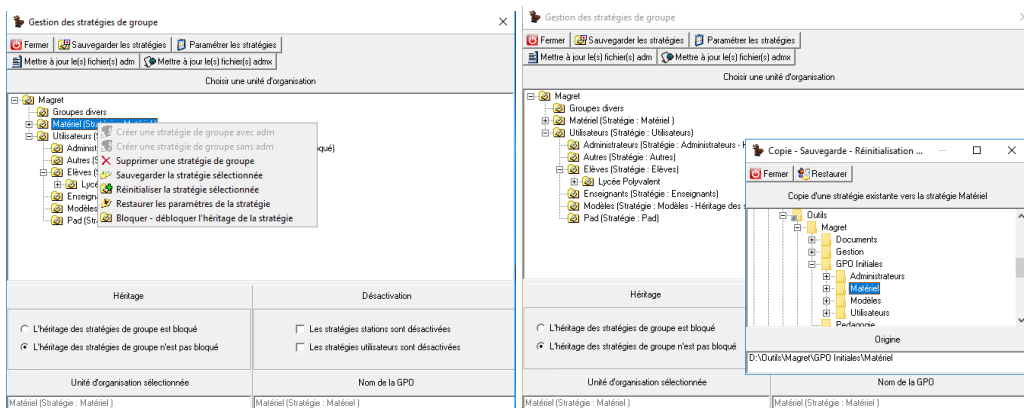 Gestion des stratégies de groupe
Fermer
Sauvegarder les stratégies
Paramétrer les stratégies
Mettre à jour le(s) fichier(s) adm
Mettre à jour le(s) fichier(s) admx
Choisir une unité d'organisation
Magret
Groupes divers
Matériel (Stra
Utilisateurs (S
Administ
qué)
Autres (S
Elèves (S
Lycé
Enseign
Modèles
Pad (Stra
Créer une stratégie de groupe avec adm
Créer une stratégie de groupe sans adm
Supprimer une stratégie de groupe
Sauvegarder la stratégie sélectionnée
Réinitialiser la stratégie sélectionnée
Restaurer les paramètres de la stratégie
Bloquer - débloquer l'héritage de la stratégie
Héritage
Désactivation
L'héritage des stratégies de groupe est bloqué
L'héritage des stratégies de groupe n'est pas bloqué
Les stratégies stations sont désactivées
Les stratégies utilisateurs sont désactivées
Unité d'organisation sélectionnée
Nom de la GPO
Matériel (Stratégie : Matériel )
Matériel (Stratégie : Matériel )
Gestion des stratégies de groupe
Fermer
Sauvegarder les stratégies
Paramétrer les stratégies
Mettre à jour le(s) fichier(s) adm
Mettre à jour le(s) fichier(s) admx
Choisir une unité d'organisation
Magret
Groupes divers
Matériel (Stratégie : Matériel )
Utilisateurs (Stratégie : Utilisateurs)
Administrateurs (Stratégie : Administrateurs - H
Autres (Stratégie : Autres)
Elèves (Stratégie : Elèves)
Lycée Polyvalent
Enseignants (Stratégie : Enseignants)
Modèles (Stratégie : Modèles - Héritage des s
Pad (Stratégie : Pad)
Héritage
L'héritage des stratégies de groupe est bloqué
L'héritage des stratégies de groupe n'est pas bloqué
Unité d'organisation sélectionnée
Nom de la GPO
Matériel (Stratégie : Matériel )
Matériel (Stratégie : Matériel )
Copie - Sauvegarde - Réinitialisation ...
Fermer
Restaurer
Copie d'une stratégie existante vers la stratégie Matériel
Outils
Magret
Documents
Gestion
GPO Initiales
Administrateurs
Matériel
Modèles
Utilisateurs
Pedagogie
Origine
D:\Outils\Magret\GPO Initiales\Matériel